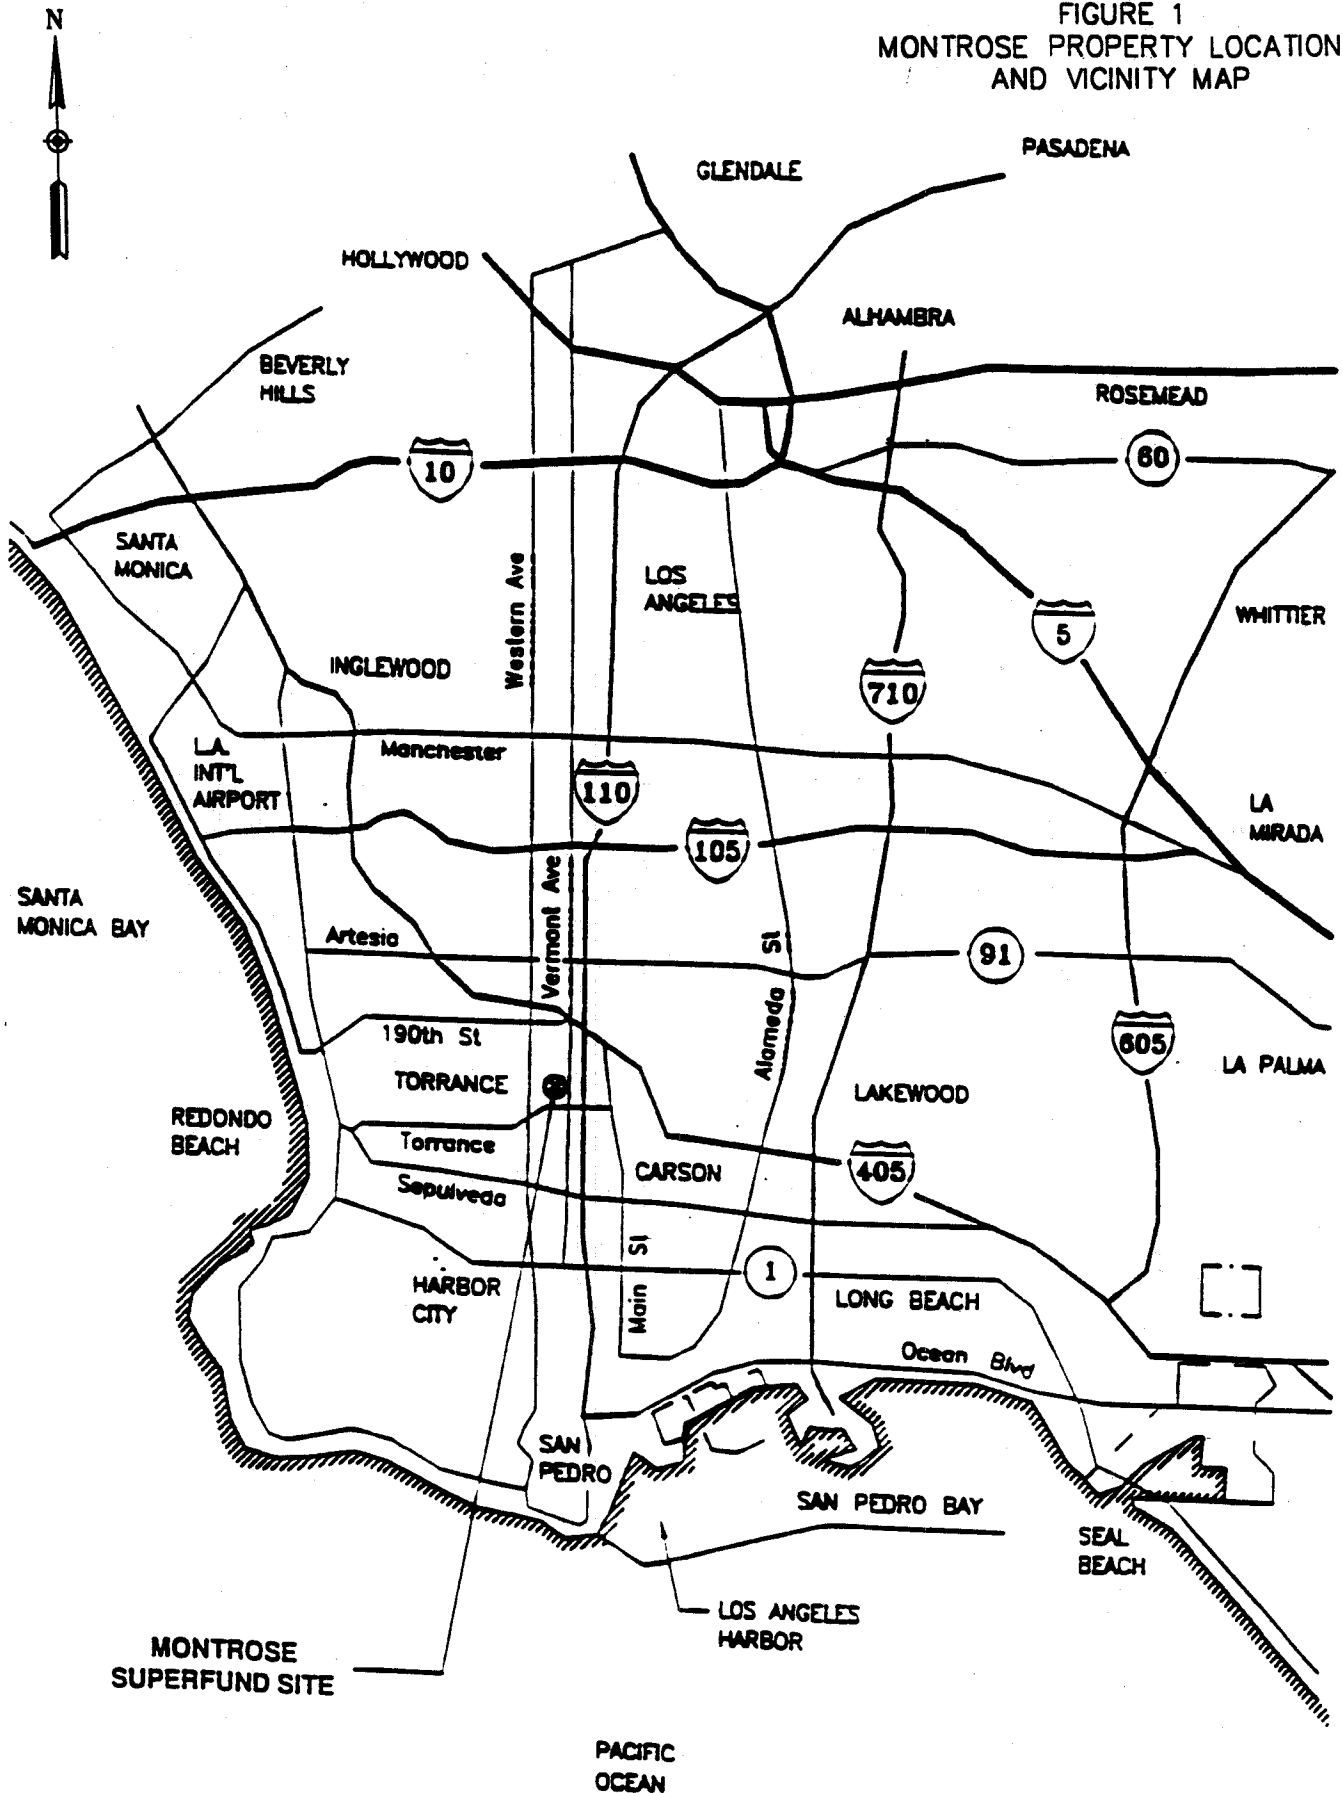 N
FIGURE 1
MONTROSE PROPERTY LOCATION
AND VICINITY MAP
PASADENA
GLENDALE
HOLLYWOOD
ALHAMBRA
BEVERLY
HILLS
ROSEMEAD
10
60
SANTA
MONICA
Western Ave
LOS
ANGELES
5
WHITTIER
INGLEWOOD
710
L.A.
INT'L
AIRPORT
Manchester
110
105
LA
MIRADA
SANTA
MONICA BAY
Artesia
Vermont Ave
Alameda St
91
190th St
605
LA PALMA
TORRANCE
LAKEWOOD
REDONDO
BEACH
Torrance
CARSON
405
Sepulveda
Main St
1
HARBOR
CITY
LONG BEACH
Ocean Blvd
SAN
PEDRO
SAN PEDRO BAY
SEAL
BEACH
LOS ANGELES
HARBOR
MONTROSE
SUPERFUND SITE
PACIFIC
OCEAN